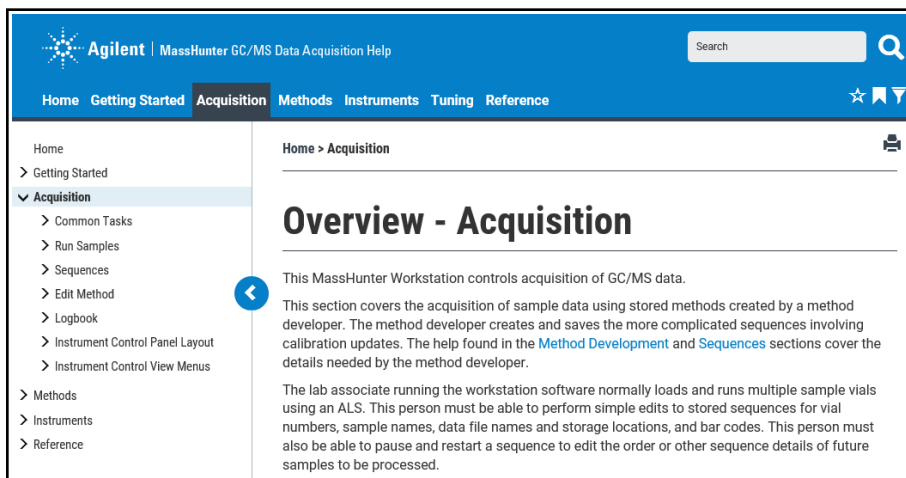 Agilent | MassHunter GC/MS Data Acquisition Help
Search
Home Getting Started Acquisition Methods Instruments Tuning Reference
Home
Getting Started
Acquisition
Common Tasks
Run Samples
Sequences
Edit Method
Logbook
Instrument Control Panel Layout
Instrument Control View Menus
Methods
Instruments
Reference
Home > Acquisition
Overview - Acquisition
This MassHunter Workstation controls acquisition of GC/MS data.
This section covers the acquisition of sample data using stored methods created by a method
developer. The method developer creates and saves the more complicated sequences involving
calibration updates. The help found in the Method Development and Sequences sections cover the
details needed by the method developer.
The lab associate running the workstation software normally loads and runs multiple sample vials
using an ALS. This person must be able to perform simple edits to stored sequences for vial
numbers, sample names, data file names and storage locations, and bar codes. This person must
also be able to pause and restart a sequence to edit the order or other sequence details of future
samples to be processed.